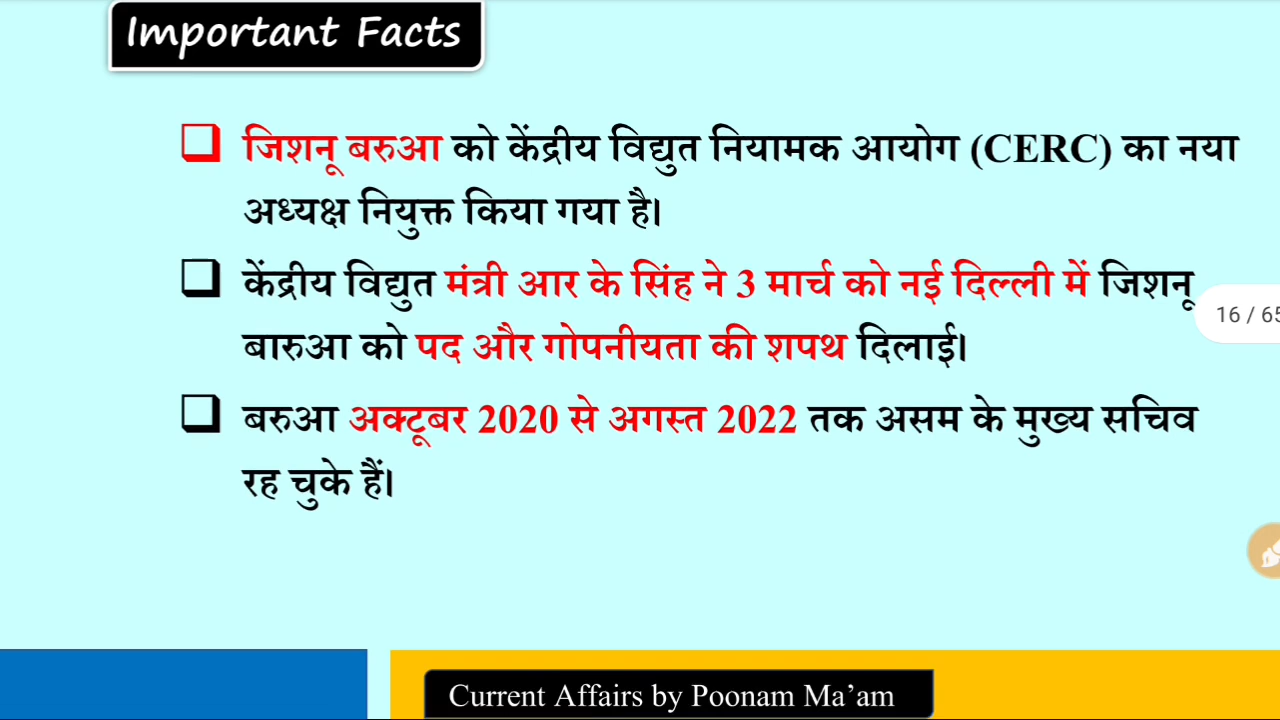 Important Facts
जिशनू बरुआ को केंद्रीय विद्युत नियामक आयोग (CERC) का नया
अध्यक्ष नियुक्त किया गया है।
केंद्रीय विद्युत मंत्री आर के सिंह ने 3 मार्च को नई दिल्ली में जिशनू
16 / 65
बारुआ को पद और गोपनीयता की शपथ दिलाई।
बरुआ अक्टूबर 2020 से अगस्त 2022 तक असम के मुख्य सचिव
रह चुके हैं।
Current Affairs by Poonam Ma’am